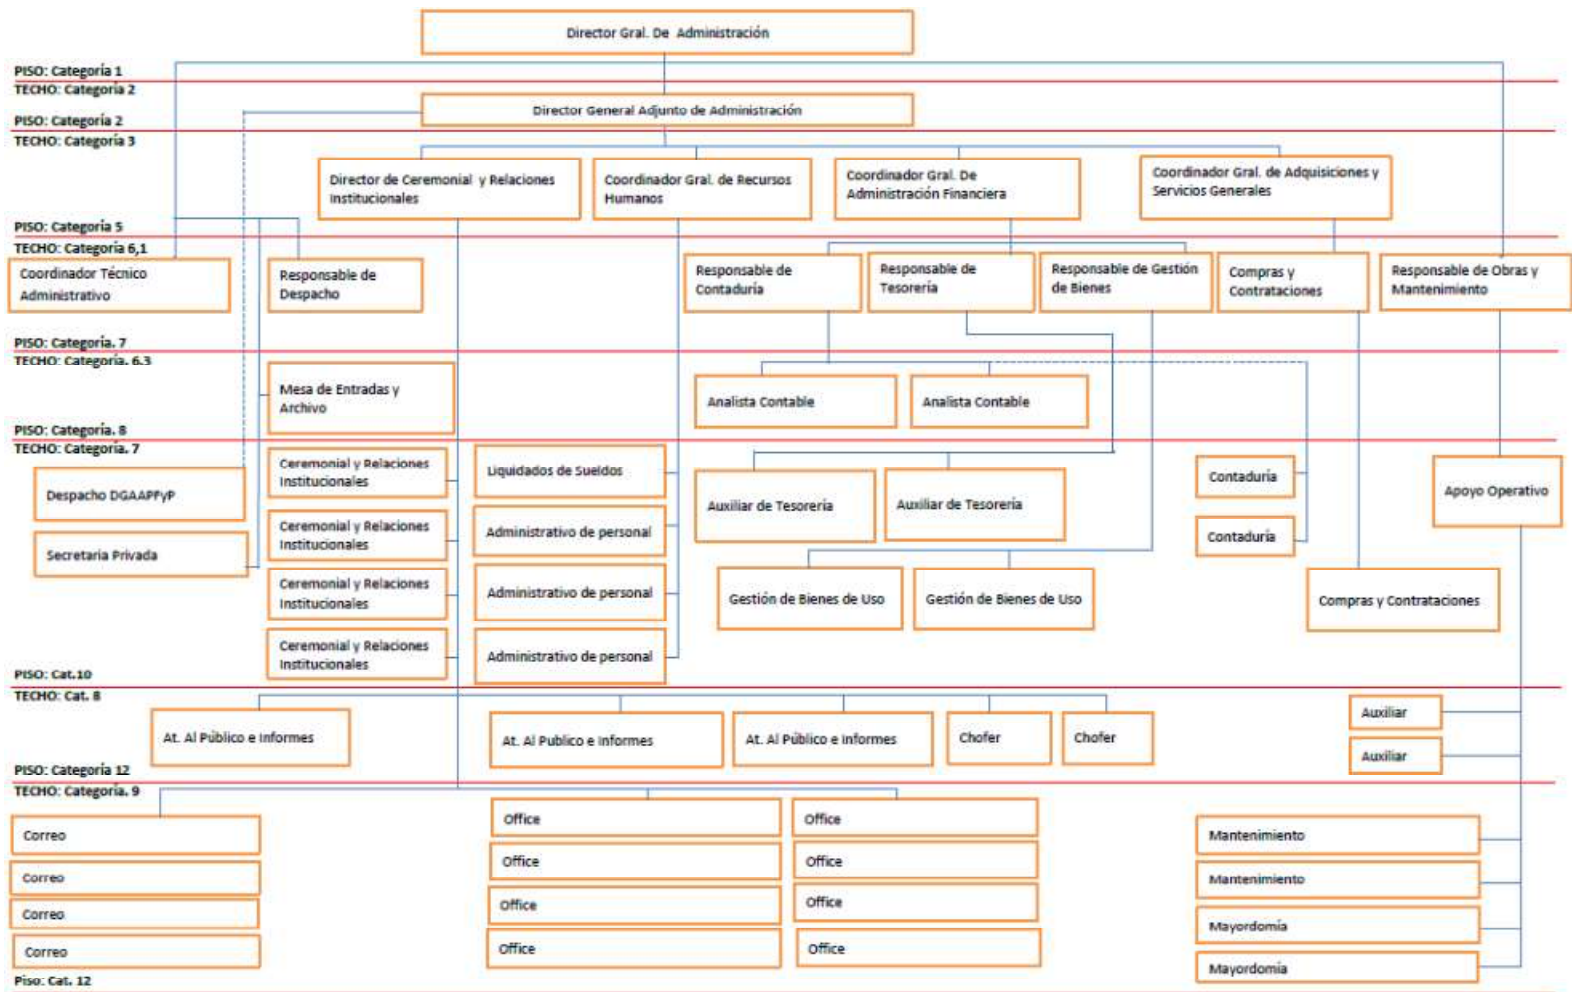 Director Gral. De Administración
PISO: Categoría 1
TECHO: Categoría 2
Director General Adjunto de Administración
PISO: Categoría 2
TECHO: Categoría 3
Director de Ceremonial y Relaciones
Institucionales
Coordinador Gral. de Recursos
Humanos
Coordinador Gral. De
Administración Financiera
Coordinador Gral. de Adquisiciones y
Servicios Generales
PISO: Categoría 5
TECHO: Categoría 6,1
Coordinador Técnico
Administrativo
Responsable de
Despacho
Responsable de
Contaduría
Responsable de
Tesorería
Responsable de Gestión
de Bienes
Compras y
Contrataciones
Responsable de Obras y
Mantenimiento
PISO: Categoría. 7
TECHO: Categoría. 6.3
Mesa de Entradas y
Archivo
Analista Contable
Analista Contable
PISO: Categoría. 8
TECHO: Categoría. 7
Despacho DGAAPFyP
Secretaria Privada
Ceremonial y Relaciones
Institucionales
Ceremonial y Relaciones
Institucionales
Ceremonial y Relaciones
Institucionales
Ceremonial y Relaciones
Institucionales
Liquidados de Sueldos
Administrativo de personal
Administrativo de personal
Administrativo de personal
Auxiliar de Tesorería
Auxiliar de Tesorería
Gestión de Bienes de Uso
Gestión de Bienes de Uso
Contaduría
Contaduría
Compras y Contrataciones
Apoyo Operativo
PISO: Cat.10
TECHO: Cat. 8
At. Al Público e Informes
At. Al Publico e Informes
At. Al Público e Informes
Chofer
Chofer
Auxiliar
Auxiliar
PISO: Categoría 12
TECHO: Categoría. 9
Correo
Correo
Correo
Correo
Office
Office
Office
Office
Office
Office
Office
Office
Mantenimiento
Mantenimiento
Mayordomía
Mayordomía
Piso: Cat. 12